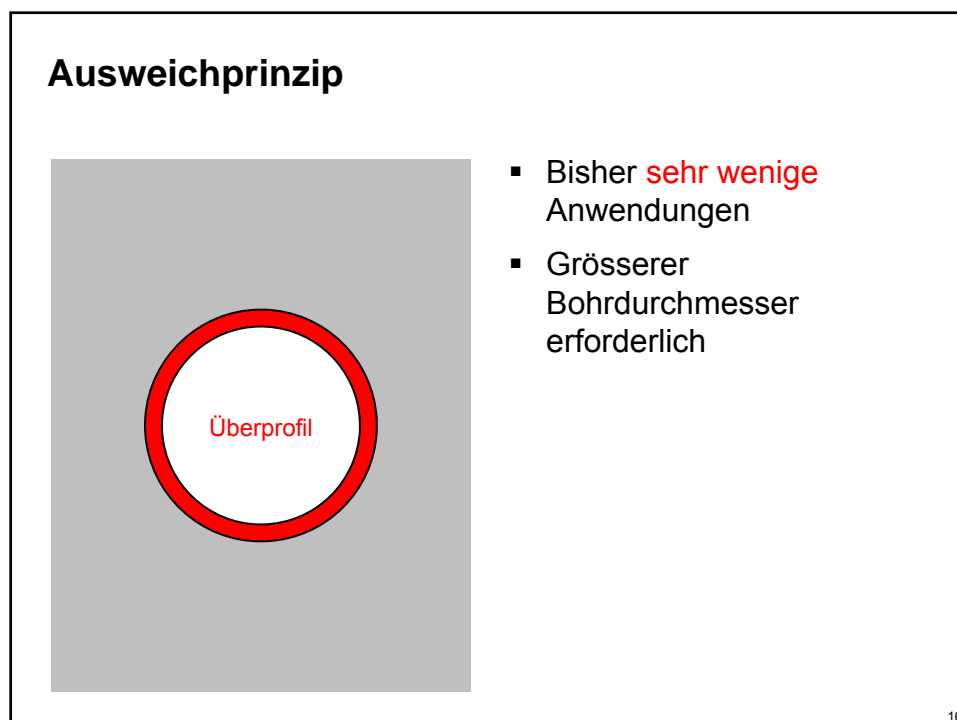 Ausweichprinzip
▪ Bisher sehr wenige
Anwendungen
▪ Grösserer
Bohrdurchmesser
erforderlich
Überprofil